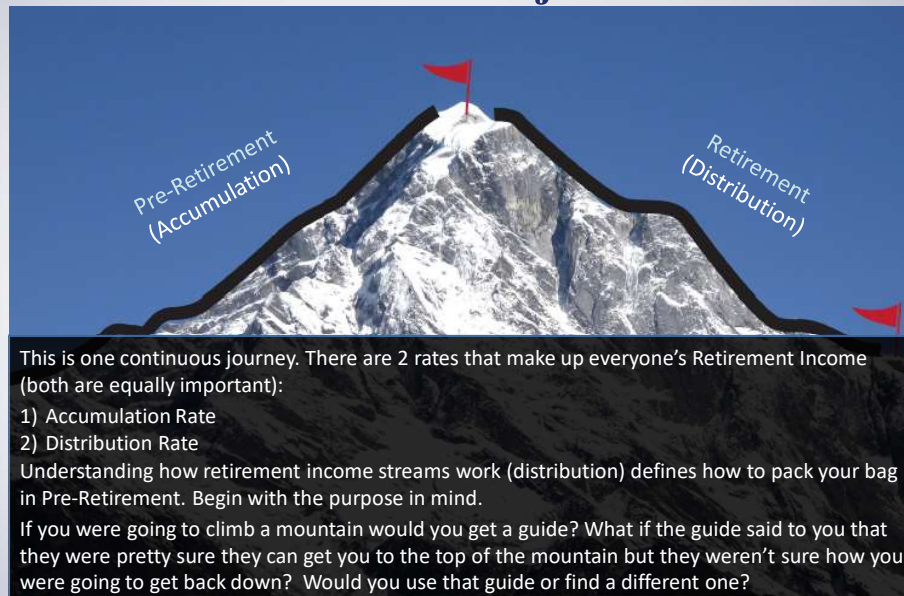 Pre-Retirement
(Accumulation)
Retirement
(Distribution)
This is one continuous journey. There are 2 rates that make up everyone’s Retirement Income
(both are equally important):
1) Accumulation Rate
2) Distribution Rate
Understanding how retirement income streams work (distribution) defines how to pack your bag
in Pre-Retirement. Begin with the purpose in mind.
If you were going to climb a mountain would you get a guide? What if the guide said to you that
they were pretty sure they can get you to the top of the mountain but they weren’t sure how you
were going to get back down?  Would you use that guide or find a different one?